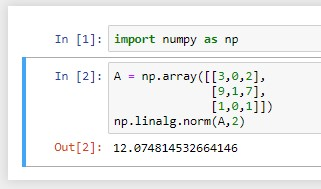 In [1]: import numpy as np
In [2]: A = np.array([[3,0,2],
[9,1,7],
[1,0,1]])
np.linalg.norm(A,2)
Out[2]: 12.074814532664146